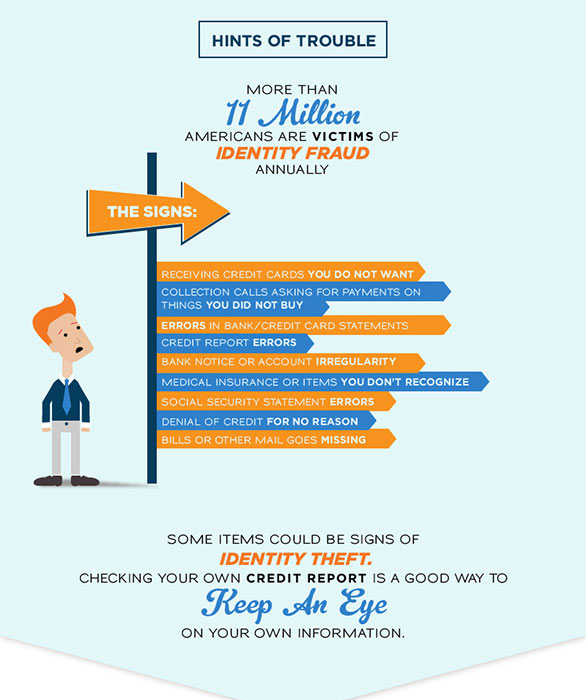 HINTS OF TROUBLE
MORE THAN
11 Million
AMERICANS ARE VICTIMS OF
IDENTITY FRAUD
ANNUALLY
THE SIGNS:
RECEIVING CREDIT CARDS YOU DO NOT WANT
COLLECTION CALLS ASKING FOR PAYMENTS ON
THINGS YOU DID NOT BUY
ERRORS IN BANK/CREDIT CARD STATEMENTS
CREDIT REPORT ERRORS
BANK NOTICE OR ACCOUNT IRREGULARITY
MEDICAL INSURANCE OR ITEMS YOU DON'T RECOGNIZE
SOCIAL SECURITY STATEMENT ERRORS
DENIAL OF CREDIT FOR NO REASON
BILLS OR OTHER MAIL GOES MISSING
SOME ITEMS COULD BE SIGNS OF
IDENTITY THEFT.
CHECKING YOUR OWN CREDIT REPORT IS A GOOD WAY TO
Keep An Eye
ON YOUR OWN INFORMATION.